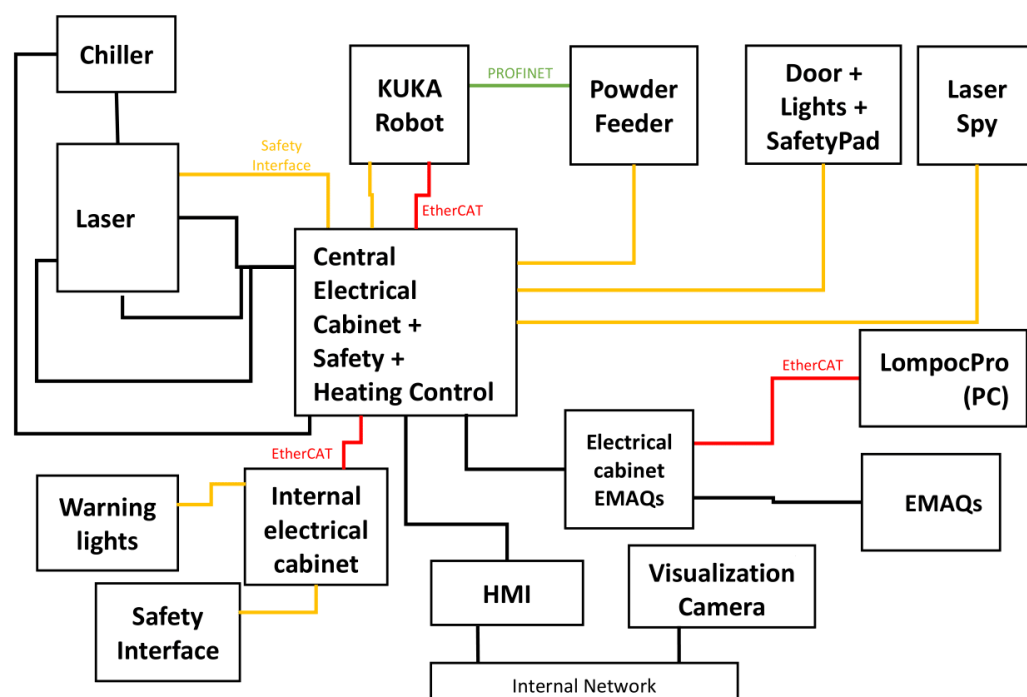 Chiller
KUKA
Robot
PROFINET
Powder
Feeder
Door +
Lights +
SafetyPad
Laser
Spy
Safety
Interface
Laser
EtherCAT
Central
Electrical
Cabinet +
Safety +
Heating Control
EtherCAT
LompocPro
(PC)
Electrical
cabinet
EMAQs
EtherCAT
Internal
electrical
cabinet
Warning
lights
EMAQs
Safety
Interface
HMI
Visualization
Camera
Internal Network